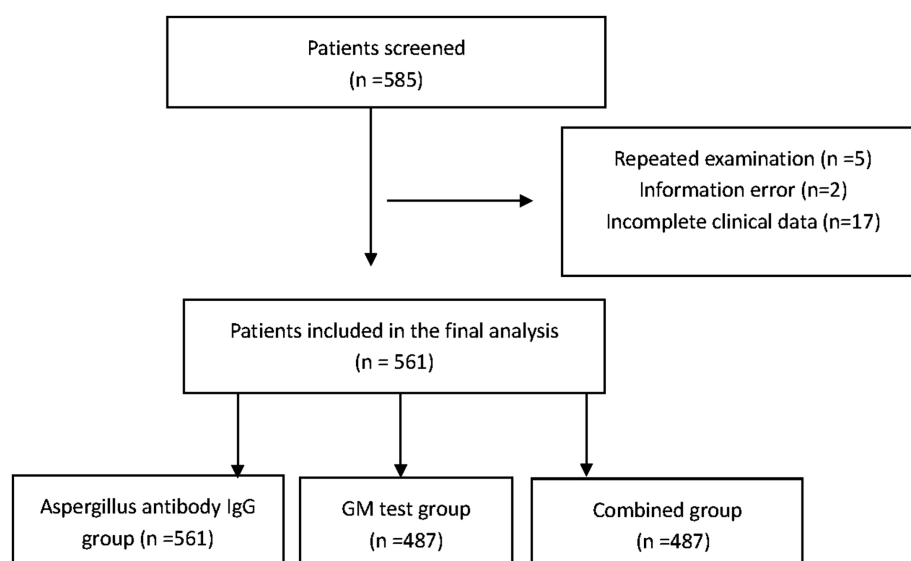 Patients screened
(n =585)
Repeated examination (n =5)
Information error (n=2)
Incomplete clinical data (n=17)
Patients included in the final analysis
(n = 561)
Aspergillus antibody IgG
group (n =561)
GM test group
(n =487)
Combined group
(n =487)